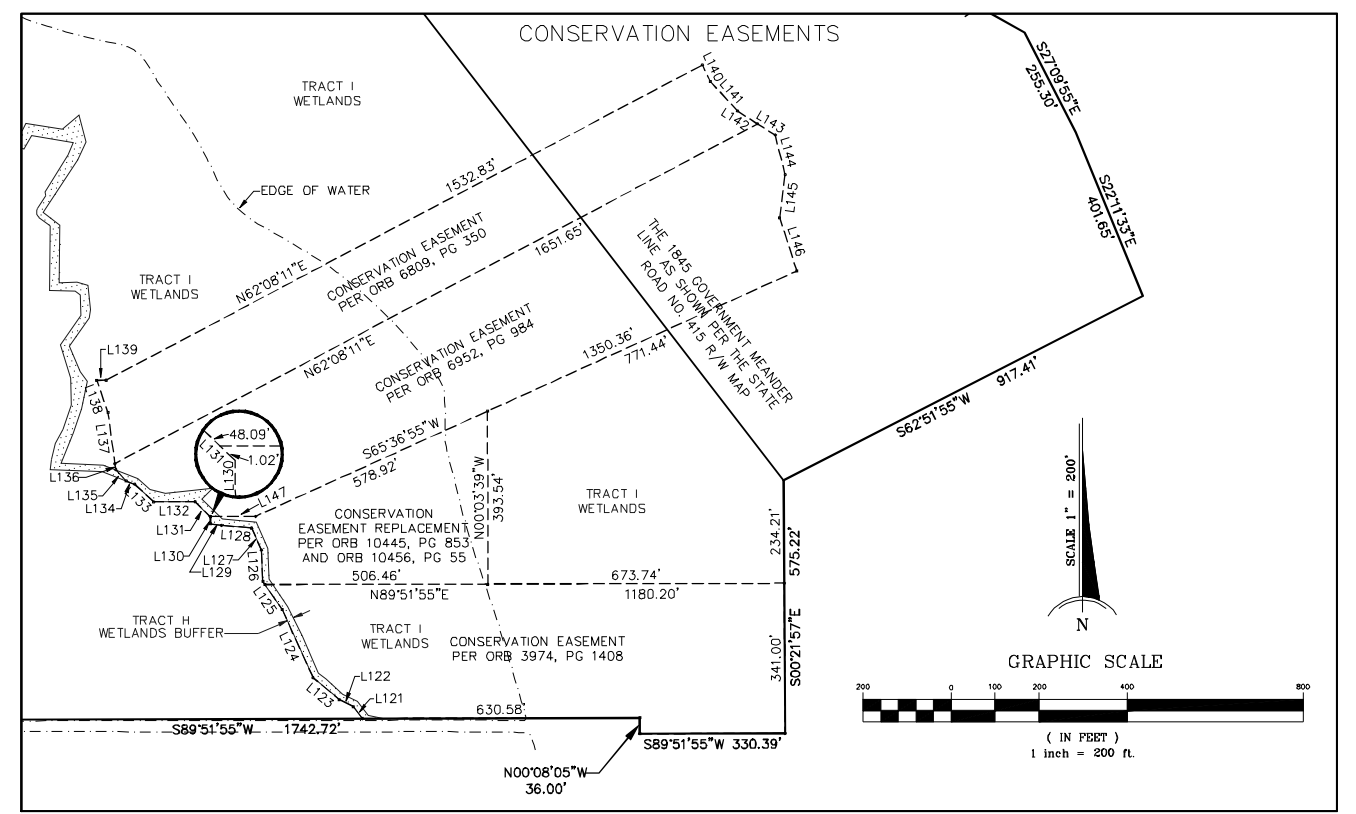 CONSERVATION EASEMENTS
S27°09'55"E
255.30'
TRACT I
WETLANDS
L140
L141
L142
L143
L144
L145
L146
EDGE OF WATER
1532.83'
S22°11'33"E
401.65'
CONSERVATION EASEMENT
PER ORB 6809, PG 350
1651.65'
THE 1845 GOVERNMENT MEANDER
LINE AS SHOWN PER THE STATE
ROAD NO. 415 R/W MAP
TRACT I
WETLANDS
N62°08'11"E
N62°08'11"E
CONSERVATION EASEMENT
PER ORB 6952, PG 984
1350.36'
771.44'
L139
L138
L137
917.41'
S62°51'55"W
48.09'
L131
1.02'
L130
S65°36'55"W
578.92'
L136
L135
L134
L133
L132
L131
L130
L147
L128
L127
L129
L126
N00°03'39"W
393.54'
CONSERVATION
EASEMENT REPLACEMENT
PER ORB 10445, PG 853
AND ORB 10456, PG 55
TRACT I
WETLANDS
234.21'
575.22'
SCALE 1" = 200'
506.46'
N89°51'55"E
673.74'
1180.20'
L125
TRACT H
WETLANDS BUFFER
L124
TRACT I
WETLANDS
CONSERVATION EASEMENT
PER ORB 3974, PG 1408
341.00'
S00°21'57"E
N
L122
L123
L121
GRAPHIC SCALE
200 0 100 200 400 800
( IN FEET )
1 inch = 200 ft.
630.58'
S89°51'55"W 1742.72'
S89°51'55"W 330.39'
N00°08'05"W
36.00'